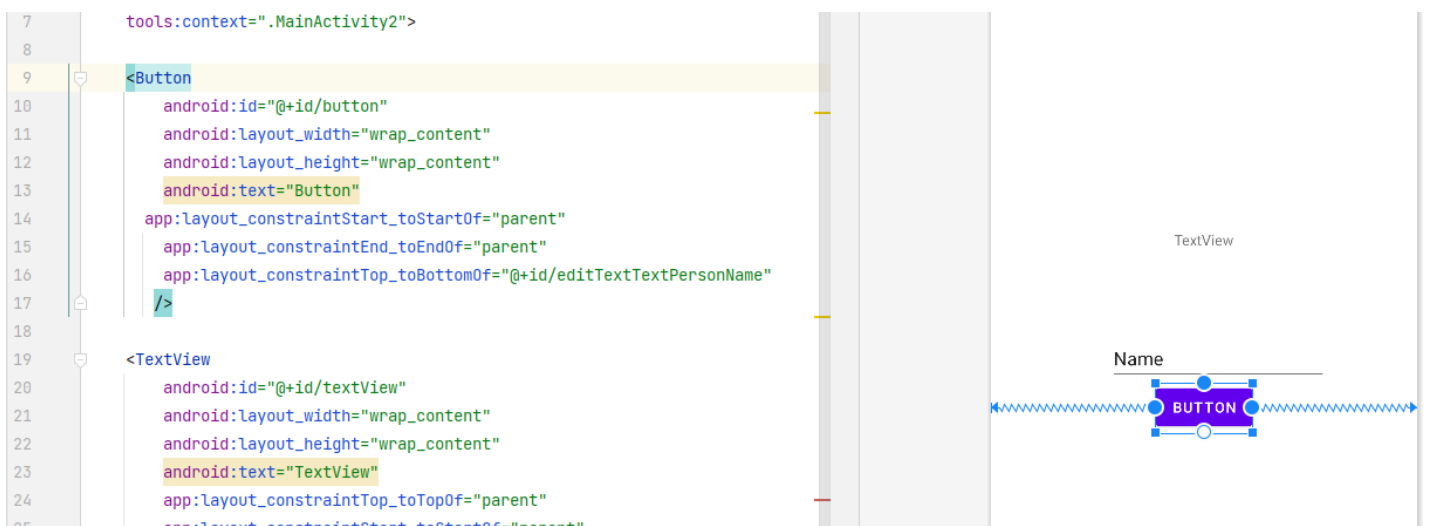 7 tools:context=".MainActivity2">
8
9 <Button
10 android:id="@+id/button"
11 android:layout_width="wrap_content"
12 android:layout_height="wrap_content"
13 android:text="Button"
14 app:layout_constraintStart_toStartOf="parent"
15 app:layout_constraintEnd_toEndOf="parent"
16 app:layout_constraintTop_toBottomOf="@+id/editTextTextPersonName"
17 />
18
19 <TextView
20 android:id="@+id/textView"
21 android:layout_width="wrap_content"
22 android:layout_height="wrap_content"
23 android:text="TextView"
24 app:layout_constraintTop_toTopOf="parent"
TextView
Name
BUTTON